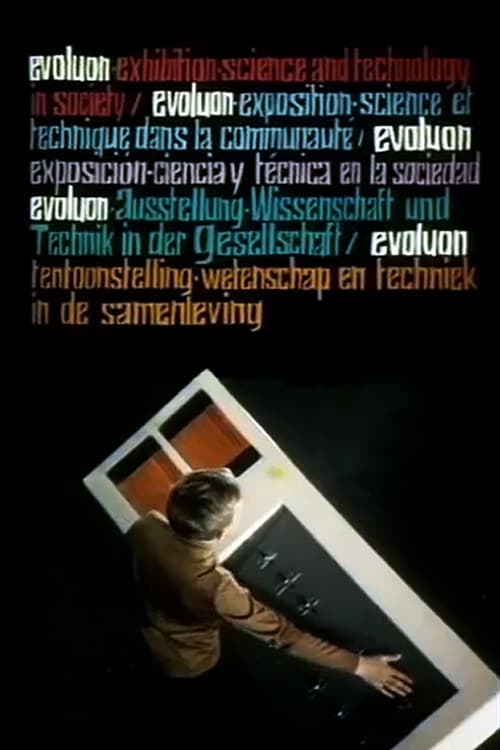 evoluon·exhibition·science and technology
in society / evoluon·exposition·science et
technique dans la communauté / evoluon
exposición·ciencia y técnica en la sociedad
evoluon·Ausstellung·Wissenschaft und
Technik in der Gesellschaft / evoluon
tentoonstelling·wetenschap en techniek
in de samenleving